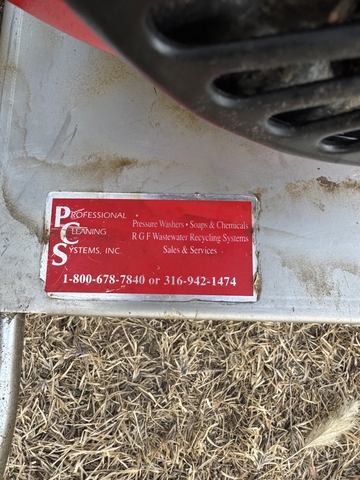 PROFESSIONAL
CLEANING
SYSTEMS, INC.
Pressure Washers • Soaps & Chemicals
R G F Wastewater Recycling Systems
Sales & Services
1-800-678-7840 or 316-942-1474